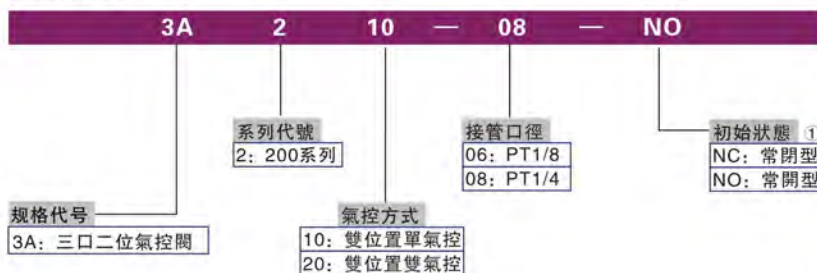 3A 2 10 — 08 — NO
系列代號
2: 200系列
接管口徑
06: PT1/8
08: PT1/4
初始狀態 ①
NC: 常閉型
NO: 常開型
规格代号
3A: 三口二位氣控閥
氣控方式
10: 雙位置單氣控
20: 雙位置雙氣控